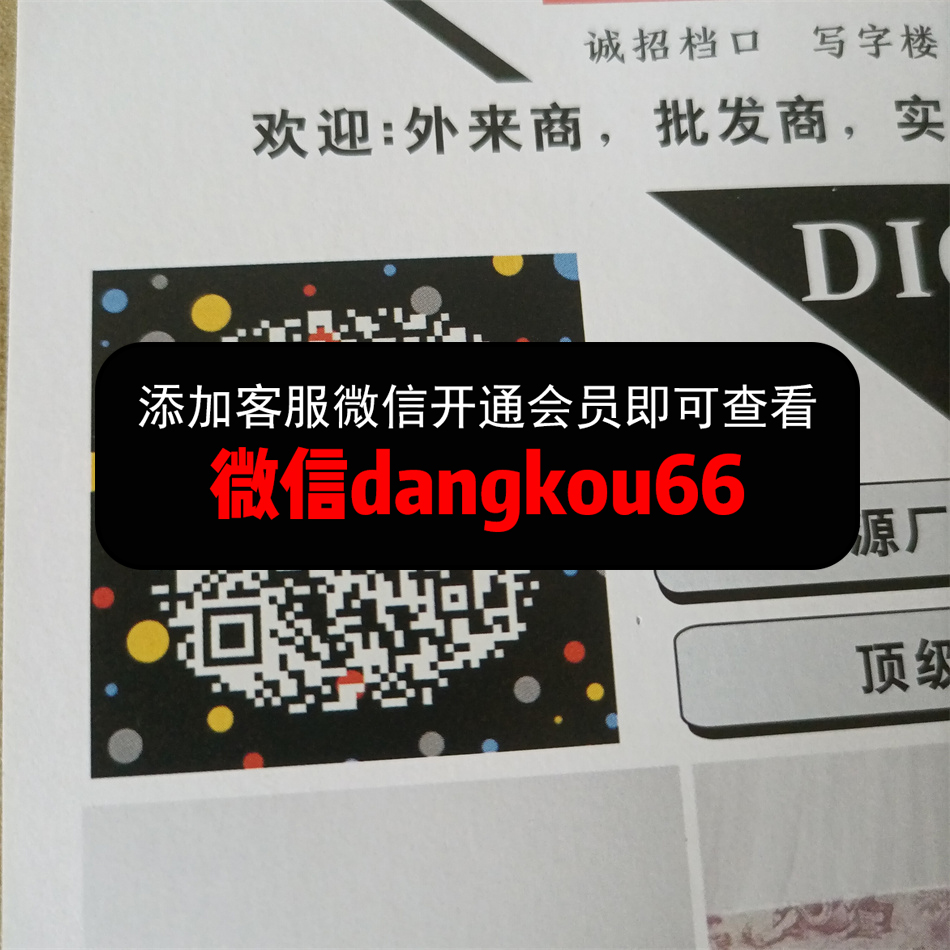 诚招档口 写字楼
欢迎:外来商，批发商，实
DI
添加客服微信开通会员即可查看
微信dangkou66
源厂
顶级